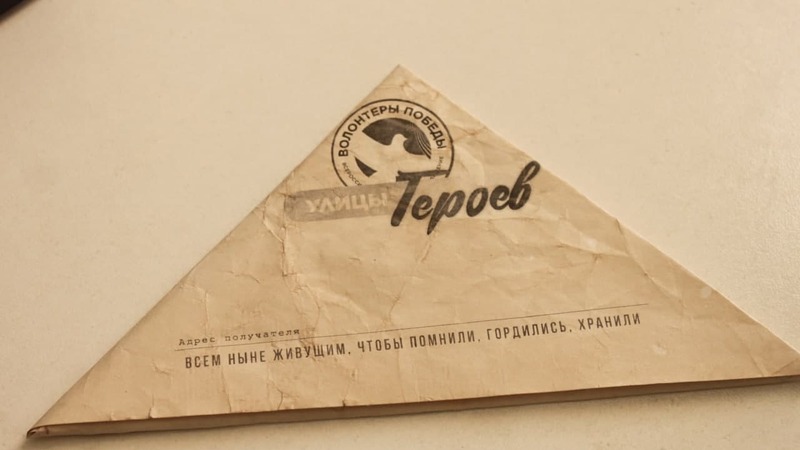 ВОЛОНТЕРЫ ПОБЕДЫ
УЛИЦЫ
Героев
Адрес получателя:
ВСЕМ НЫНЕ ЖИВУЩИМ, ЧТОБЫ ПОМНИЛИ, ГОРДИЛИСЬ, ХРАНИЛИ